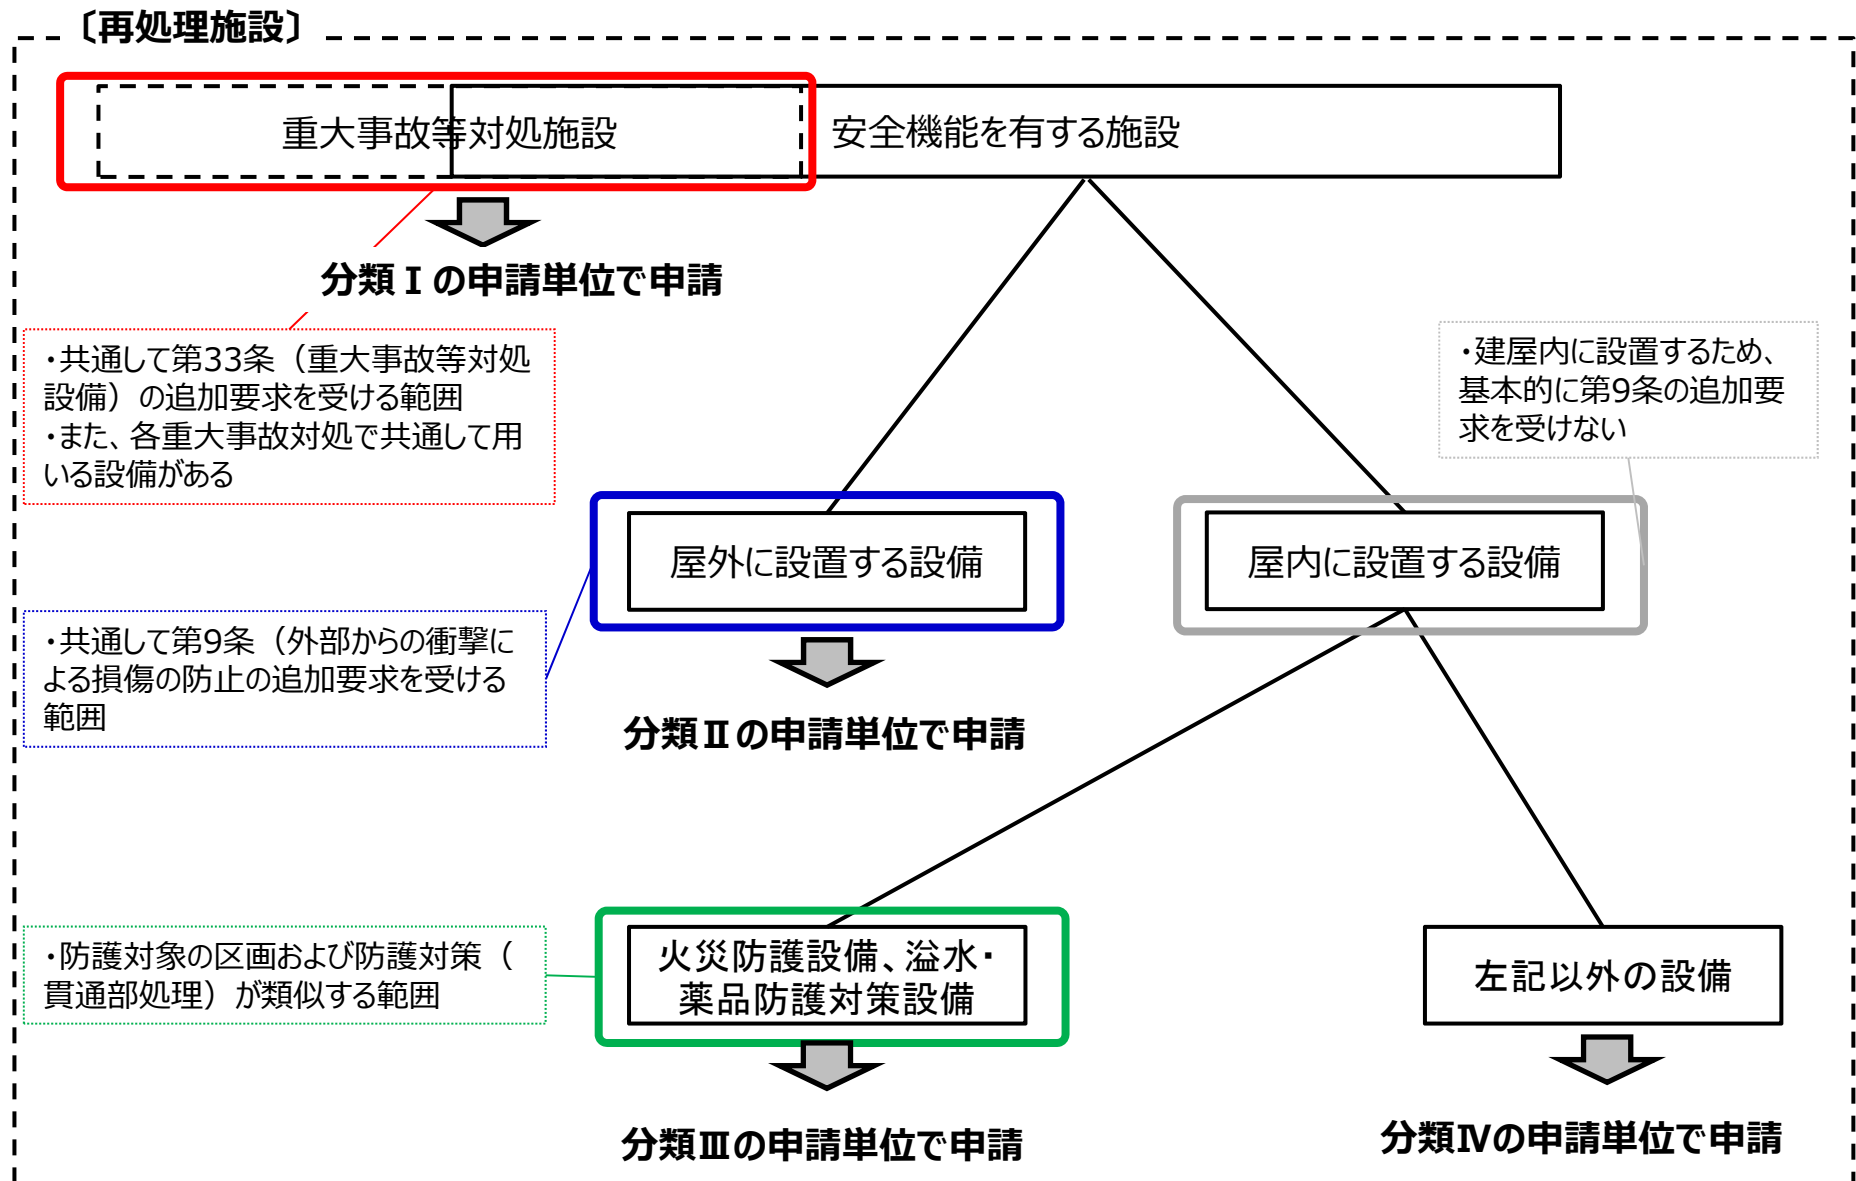 〔再処理施設〕
重大事故等対処施設
安全機能を有する施設
分類Ⅰの申請単位で申請
・共通して第33条（重大事故等対処
設備）の追加要求を受ける範囲
・また、各重大事故対処で共通して用
いる設備がある
・建屋内に設置するため、
基本的に第9条の追加要
求を受けない
屋外に設置する設備
屋内に設置する設備
・共通して第9条（外部からの衝撃に
よる損傷の防止の追加要求を受ける
範囲
分類Ⅱの申請単位で申請
・防護対象の区画および防護対策（
貫通部処理）が類似する範囲
火災防護設備、溢水・
薬品防護対策設備
左記以外の設備
分類Ⅲの申請単位で申請
分類Ⅳの申請単位で申請